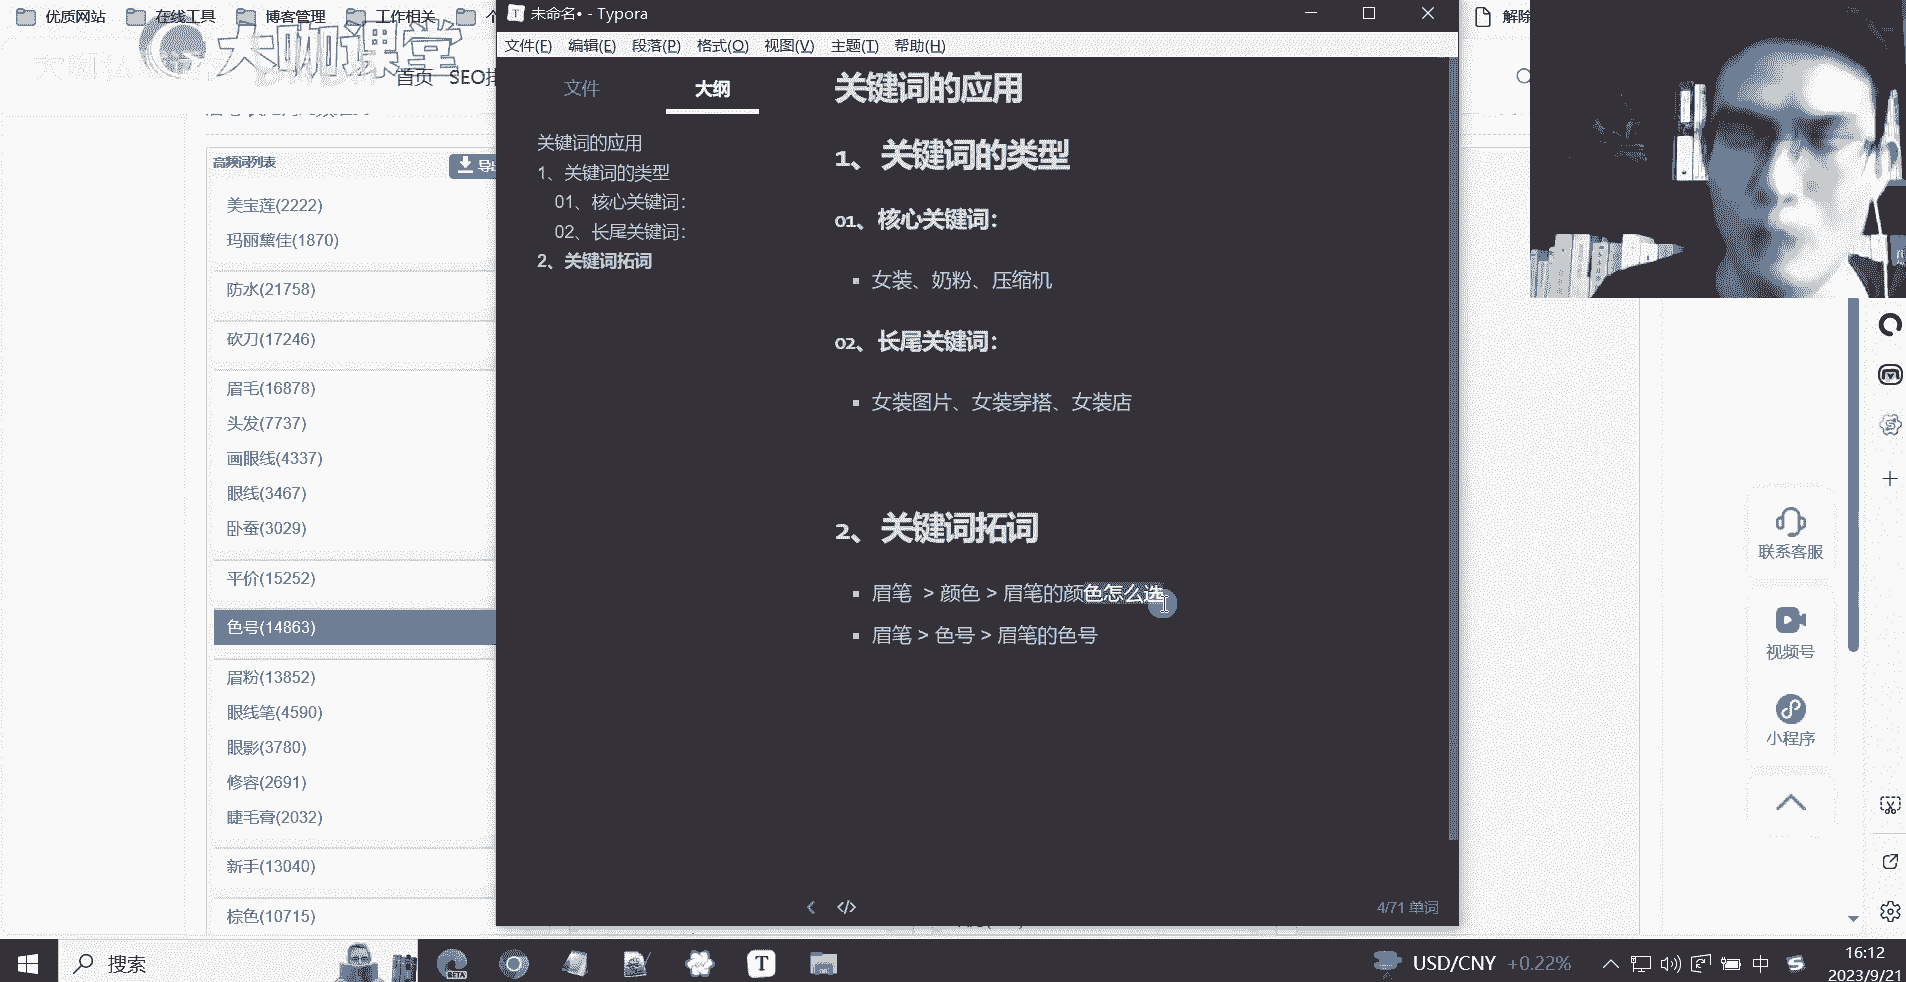 优质网站
在线工具
博客管理
工作相关
个
未命名• - Typora
解除
大咖课堂
首页
文件(F) 编辑(E) 段落(P) 格式(O) 视图(V) 主题(T) 帮助(H)
文件
大纲
关键词的应用
1、关键词的类型
01、核心关键词：
02、长尾关键词：
2、关键词拓词
关键词的应用
1、关键词的类型
01、核心关键词：
女装、奶粉、压缩机
02、长尾关键词：
女装图片、女装穿搭、女装店
2、关键词拓词
眉笔 > 颜色 > 眉笔的颜色怎么选
眉笔 > 色号 > 眉笔的色号
4/71 单词
高频词列表
导出
美宝莲(2222)
玛丽黛佳(1870)
防水(21758)
砍刀(17246)
眉毛(16878)
头发(7737)
画眼线(4337)
眼线(3467)
卧蚕(3029)
平价(15252)
色号(14863)
眉粉(13852)
眼线笔(4590)
眼影(3780)
修容(2691)
睫毛膏(2032)
新手(13040)
棕色(10715)
联系客服
视频号
小程序
搜索
BETA
USD/CNY +0.22%
中
16:12
2023/9/21